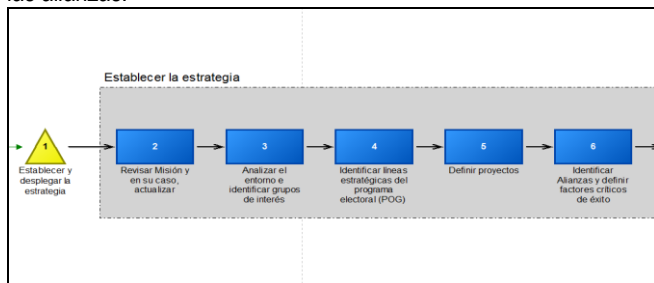 las alianzas.
Establecer la estrategia
1
2
3
4
5
6
Establecer y
desplegar la
estrategia
Revisar Misión y
en su caso,
actualizar
Analizar el
entorno e
identificar grupos
de interés
Identificar líneas
estratégicas del
programa
electoral (POG)
Definir proyectos
Identificar
Alianzas y definir
factores críticos
de éxito